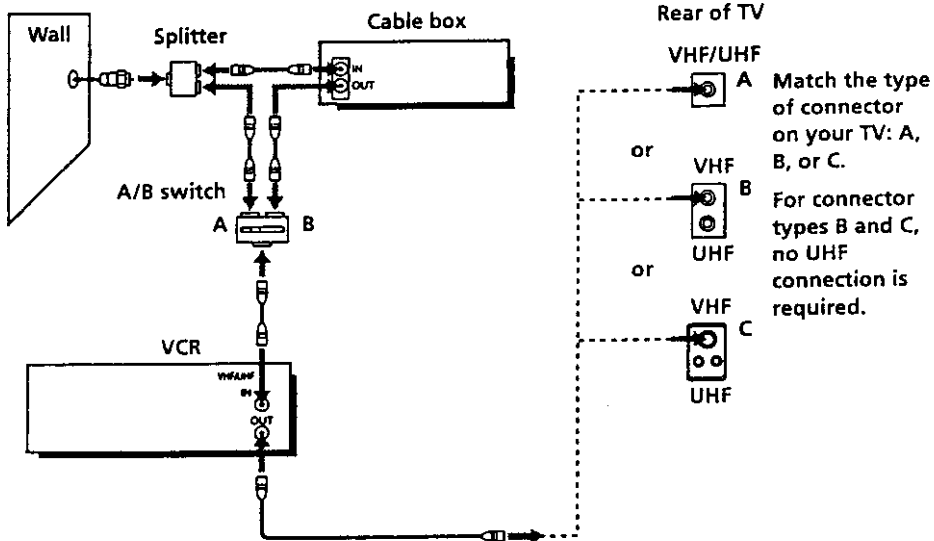 Cable box
Rear of TV
Wall
Splitter
IN
OUT
VHF/UHF
A
Match the type
of connector
on your TV: A,
B, or C.
or
VHF
B
UHF
For connector
types B and C,
no UHF
connection is
required.
or
VHF
C
UHF
A/B switch
A
B
VCR
VHF/UHF
IN
OUT